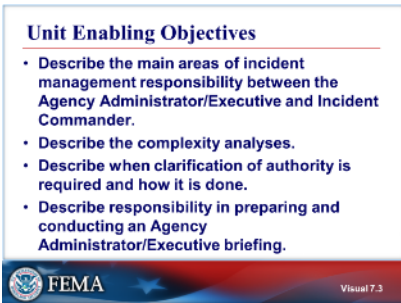 Unit Enabling Objectives
• Describe the main areas of incident
management responsibility between the
Agency Administrator/Executive and Incident
Commander.
• Describe the complexity analyses.
• Describe when clarification of authority is
required and how it is done.
• Describe responsibility in preparing and
conducting an Agency
Administrator/Executive briefing.
FEMA
Visual 7.3